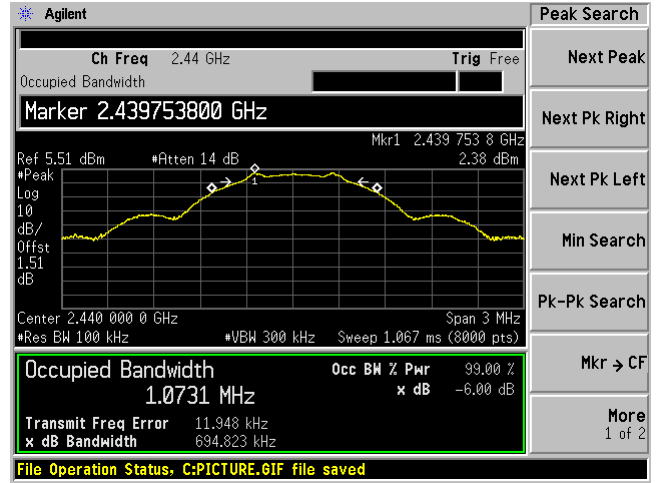 Agilent
Peak Search
Ch Freq 2.44 GHz Trig Free
Occupied Bandwidth
Marker 2.439753800 GHz
Mkr1 2.439 753 8 GHz
Ref 5.51 dBm #Atten 14 dB 2.38 dBm
#Peak
Log
10
dB/
Offst
1.51
dB
1
Center 2.440 000 0 GHz Span 3 MHz
#Res BW 100 kHz #VBW 300 kHz Sweep 1.067 ms (8000 pts)
Occupied Bandwidth
1.0731 MHz
Occ BW % Pwr 99.00 %
x dB -6.00 dB
Transmit Freq Error 11.948 kHz
x dB Bandwidth 694.823 kHz
File Operation Status, C:PICTURE.GIF file saved
Next Peak
Next Pk Right
Next Pk Left
Min Search
Pk-Pk Search
Mkr → CF
More
1 of 2